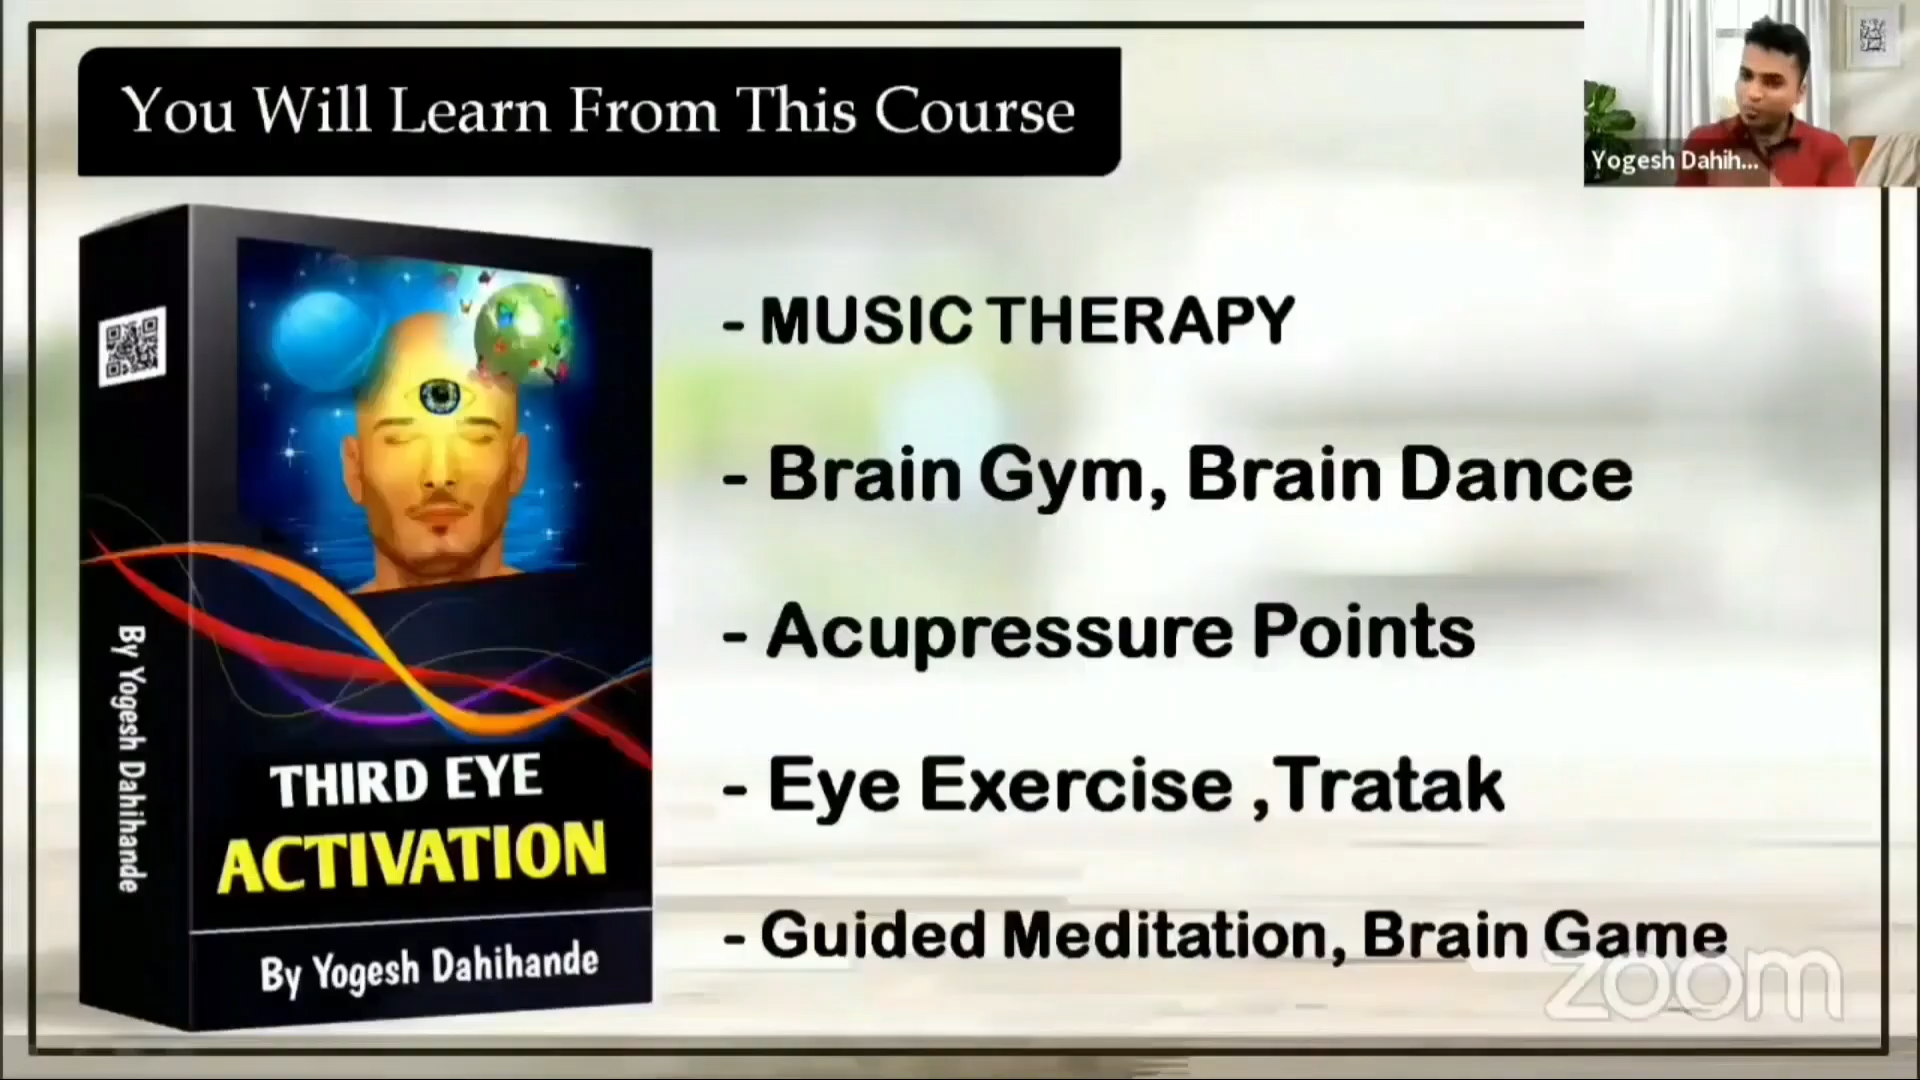 You Will Learn From This Course
Yogesh Dahih...
- MUSIC THERAPY
- Brain Gym, Brain Dance
- Acupressure Points
- Eye Exercise ,Tratak
- Guided Meditation, Brain Game
By Yogesh Dahihande
THIRD EYE
ACTIVATION
By Yogesh Dahihande
zoom